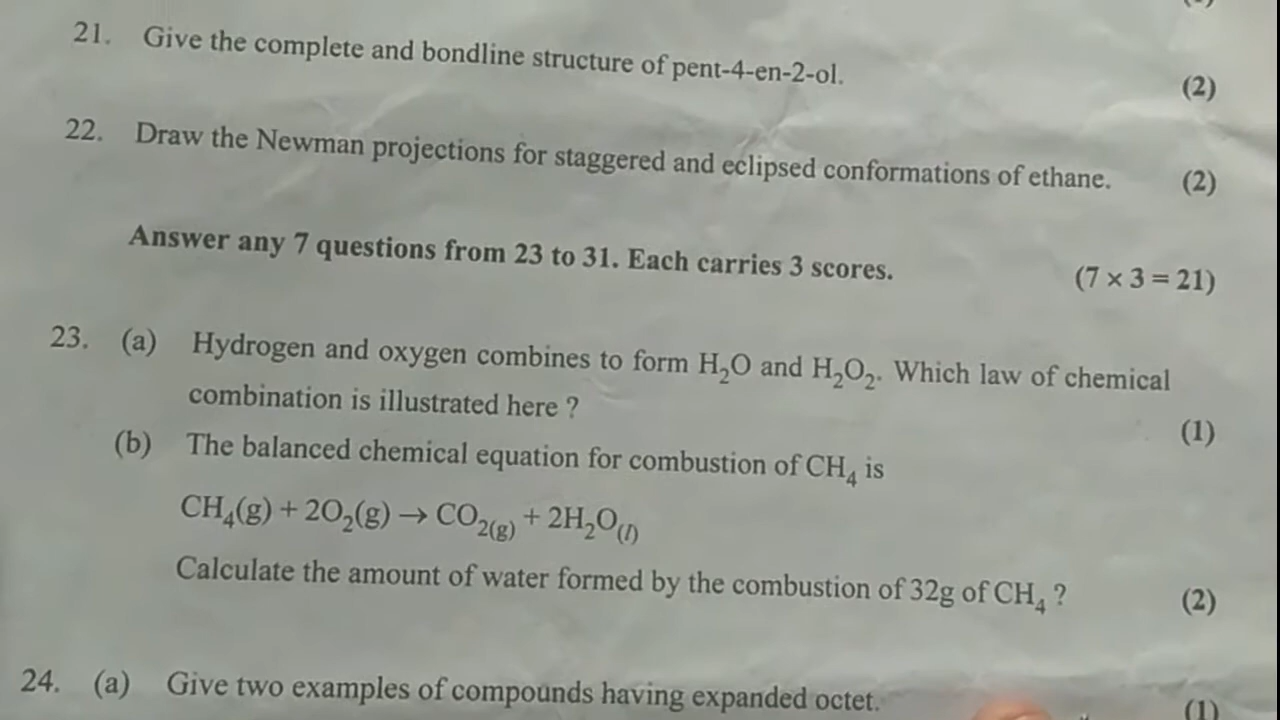 21. Give the complete and bondline structure of pent-4-en-2-ol. (2)
22. Draw the Newman projections for staggered and eclipsed conformations of ethane. (2)
Answer any 7 questions from 23 to 31. Each carries 3 scores. (7 × 3 = 21)
23. (a) Hydrogen and oxygen combines to form H₂O and H₂O₂. Which law of chemical
combination is illustrated here ? (1)
(b) The balanced chemical equation for combustion of CH₄ is
CH₄(g) + 2O₂(g) → CO₂(g) + 2H₂O(l)
Calculate the amount of water formed by the combustion of 32g of CH₄ ? (2)
24. (a) Give two examples of compounds having expanded octet. (1)